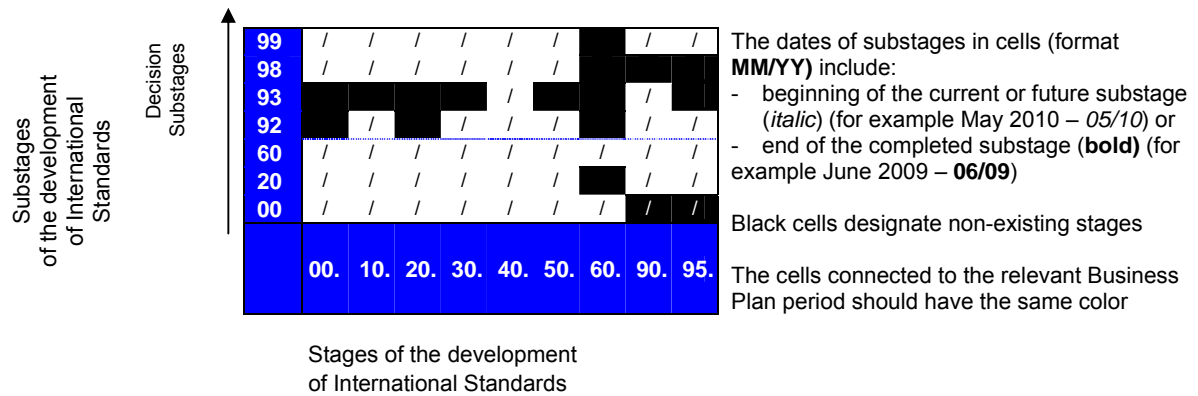 Substages
of the development
of International
Standards
Decision
Substages
99 / / / / / / / /
98 / / / / / /
93 / /
92 / / / / / /
60 / / / / / / / / /
20 / / / / / / / /
00 / / / / / / / / /
00. 10. 20. 30. 40. 50. 60. 90. 95.
Stages of the development
of International Standards
The dates of substages in cells (format
MM/YY) include:
- beginning of the current or future substage
(italic) (for example May 2010 – 05/10) or
- end of the completed substage (bold) (for
example June 2009 – 06/09)
Black cells designate non-existing stages
The cells connected to the relevant Business
Plan period should have the same color